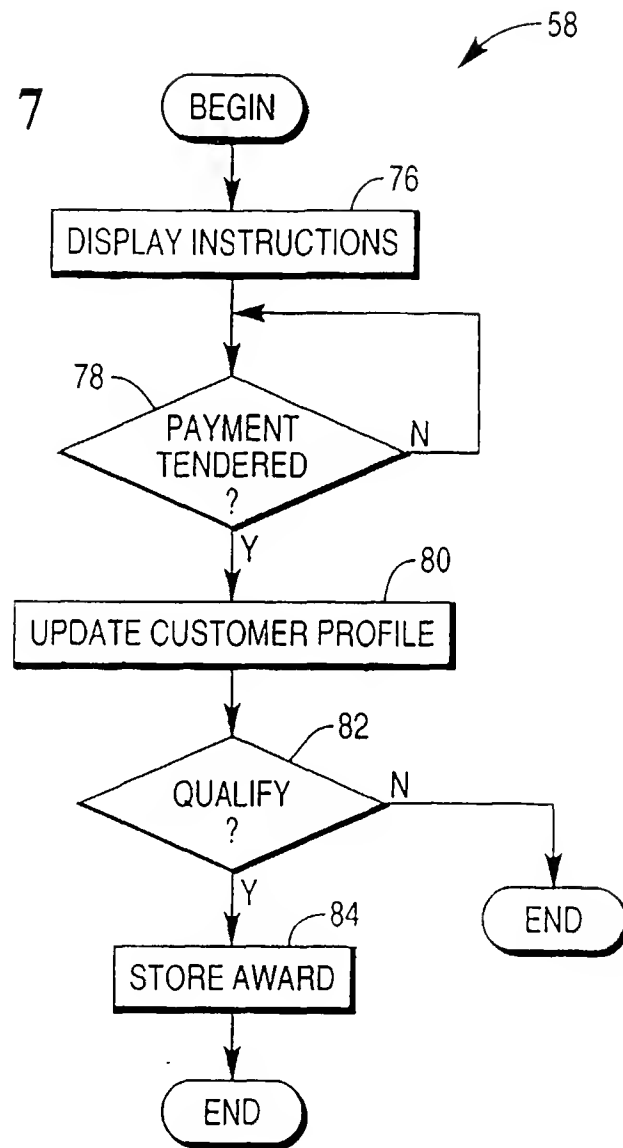 58
7
BEGIN
76
DISPLAY INSTRUCTIONS
78
PAYMENT
TENDERED
?
N
Y
80
UPDATE CUSTOMER PROFILE
82
QUALIFY
?
N
Y
84
STORE AWARD
END
END